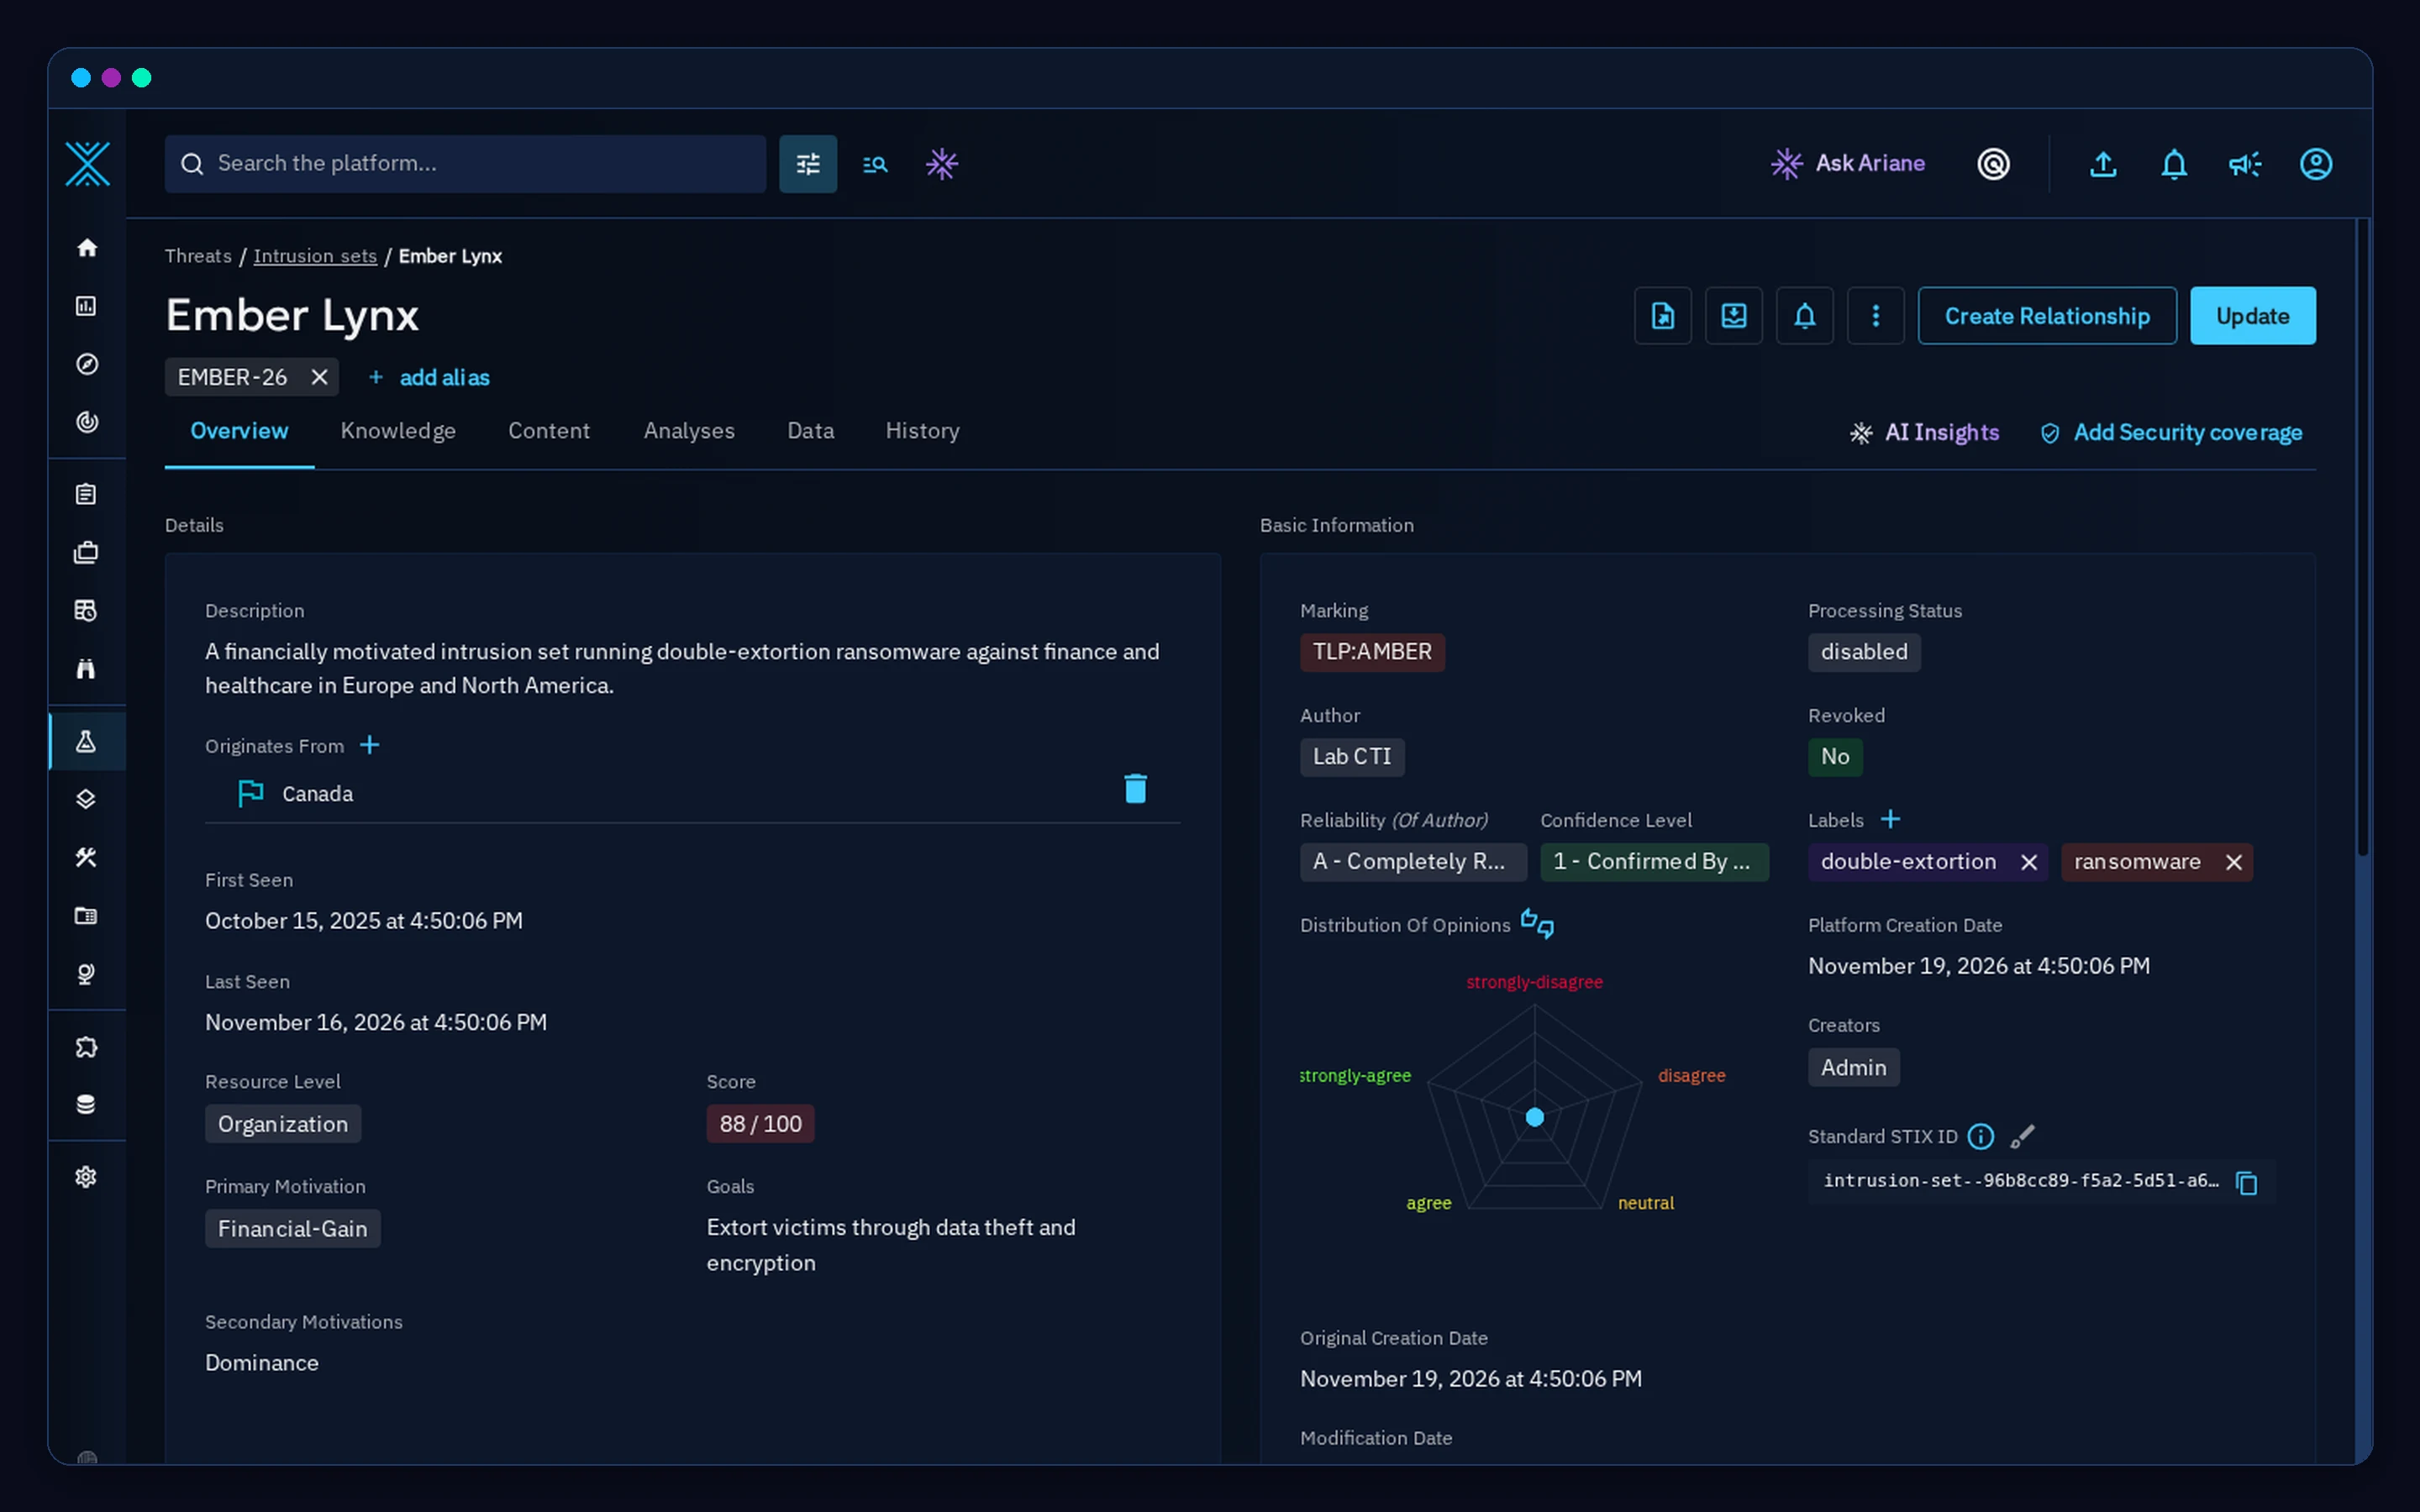 Search the platform...
Ask Ariane
Threats / Intrusion sets / Ember Lynx
Ember Lynx
Create Relationship
Update
EMBER-26
+ add alias
Overview
Knowledge
Content
Analyses
Data
History
AI Insights
Add Security coverage
Details
Description
A financially motivated intrusion set running double-extortion ransomware against finance and
healthcare in Europe and North America.
Originates From
Canada
First Seen
October 15, 2025 at 4:50:06 PM
Last Seen
November 16, 2026 at 4:50:06 PM
Resource Level
Organization
Score
88 / 100
Primary Motivation
Financial-Gain
Goals
Extort victims through data theft and
encryption
Secondary Motivations
Dominance
Basic Information
Marking
TLP:AMBER
Processing Status
disabled
Author
Lab CTI
Revoked
No
Reliability (Of Author)
A - Completely R...
Confidence Level
1 - Confirmed By ...
Labels
double-extortion
ransomware
Distribution Of Opinions
strongly-disagree
strongly-agree
disagree
agree
neutral
Platform Creation Date
November 19, 2026 at 4:50:06 PM
Creators
Admin
Standard STIX ID
intrusion-set--96b8cc89-f5a2-5d51-a6…
Original Creation Date
November 19, 2026 at 4:50:06 PM
Modification Date